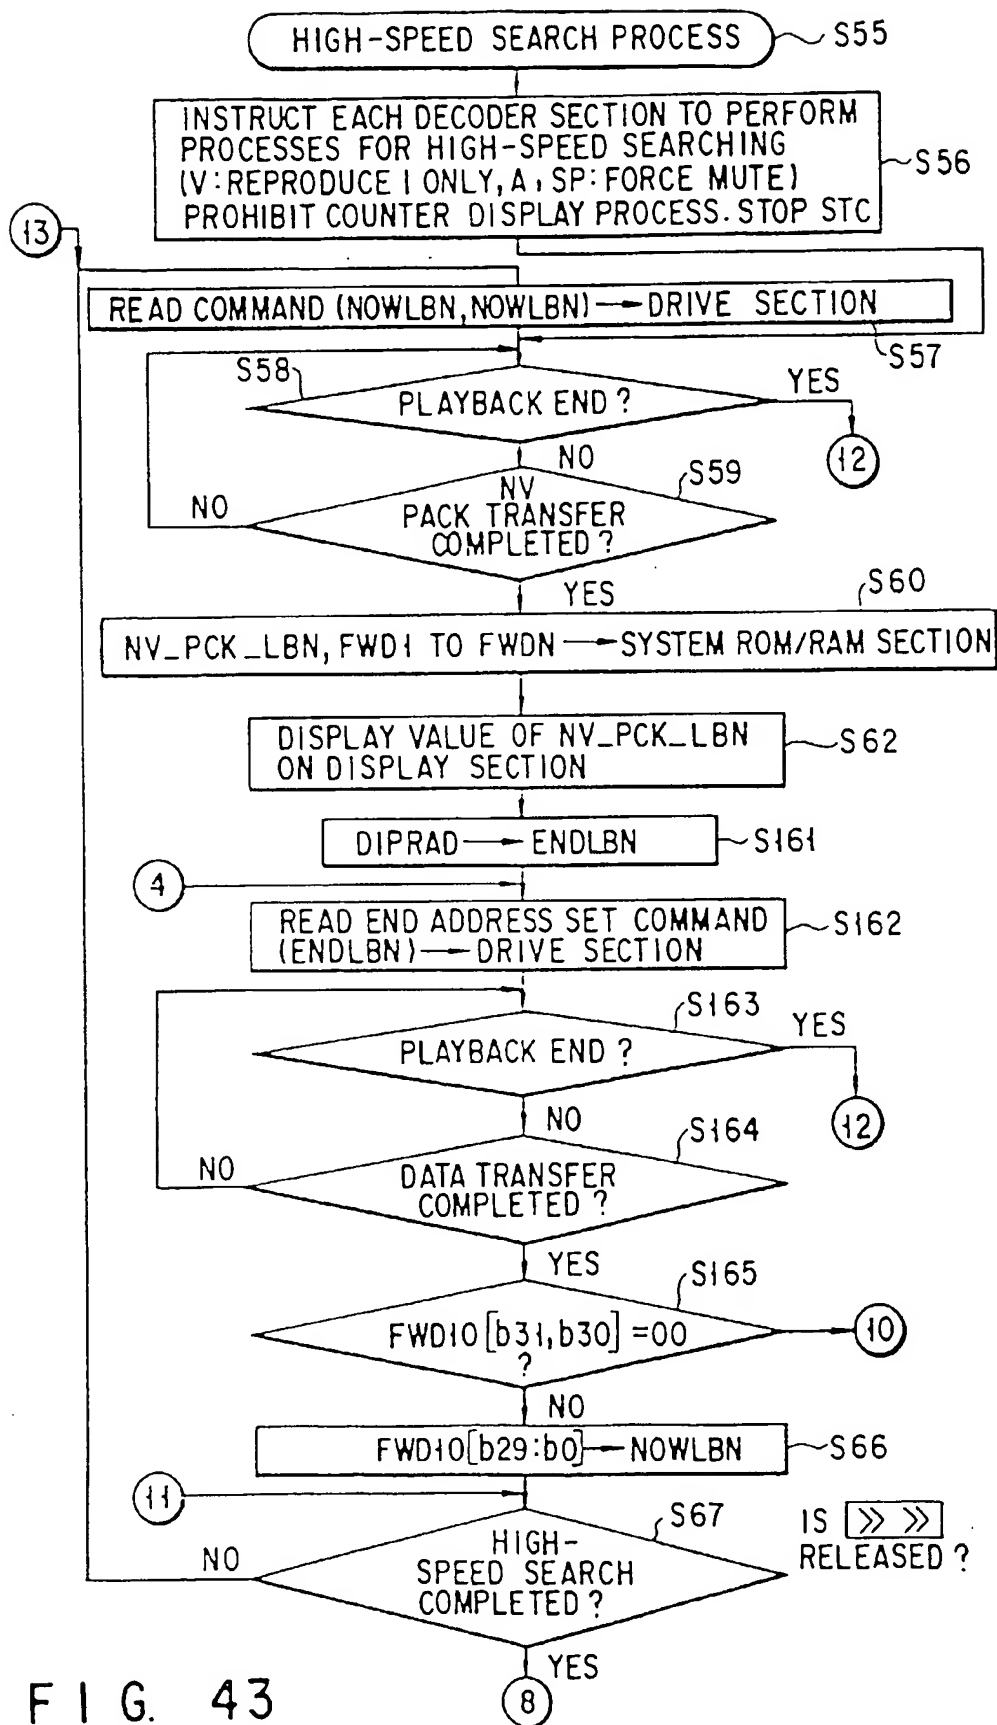 HIGH-SPEED SEARCH PROCESS
S55
INSTRUCT EACH DECODER SECTION TO PERFORM
PROCESSES FOR HIGH-SPEED SEARCHING
(V:REPRODUCE I ONLY, A, SP:FORCE MUTE)
PROHIBIT COUNTER DISPLAY PROCESS. STOP STC
S56
13
READ COMMAND (NOWLBN,NOWLBN)→DRIVE SECTION
S57
S58
PLAYBACK END?
YES
12
NO
S59
NV
PACK TRANSFER
COMPLETED?
NO
YES
S60
NV_PCK_LBN, FWD1 TO FWDN→SYSTEM ROM/RAM SECTION
DISPLAY VALUE OF NV_PCK_LBN
ON DISPLAY SECTION
S62
DIPRAD→ENDLBN
S161
4
READ END ADDRESS SET COMMAND
(ENDLBN)→DRIVE SECTION
S162
S163
PLAYBACK END?
YES
12
NO
S164
DATA TRANSFER
COMPLETED?
NO
YES
S165
FWD10[b31,b30]=00
?
10
NO
FWD10[b29:b0]→NOWLBN
S66
11
S67
HIGH-
SPEED SEARCH
COMPLETED?
NO
IS >> >>
RELEASED?
YES
8
FIG. 43